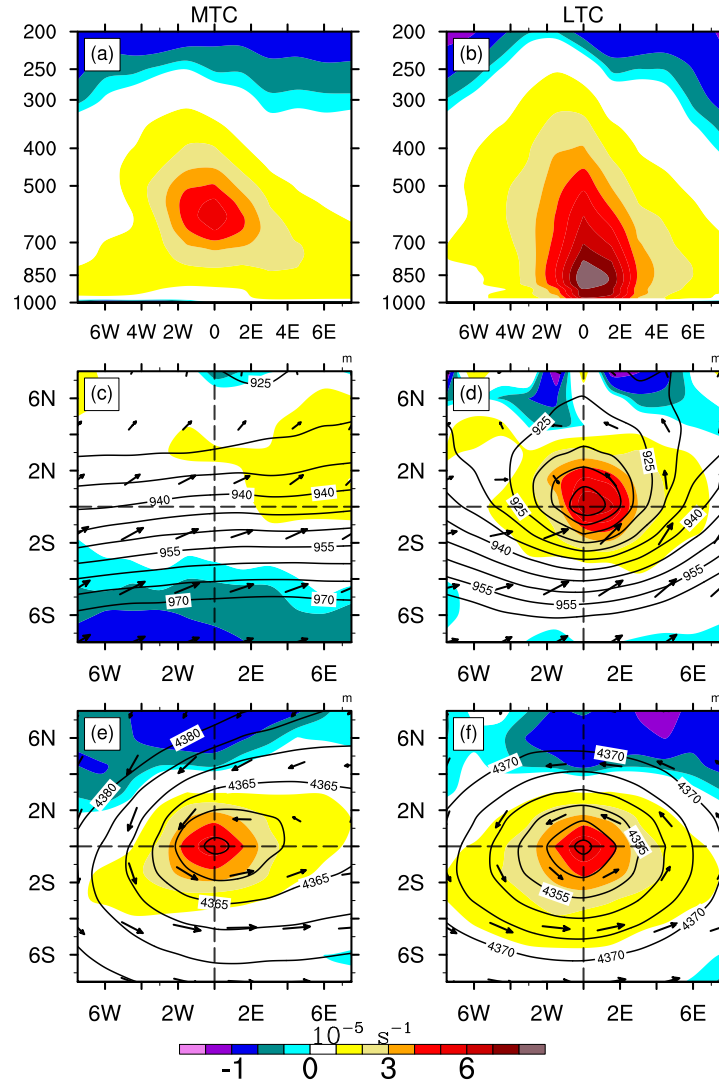 MTC LTC
200 (a) 200 (b)
250 250
300 300
400 400
500 500
700 700
850 850
1000 1000
6W 4W 2W 0 2E 4E 6E 6W 4W 2W 0 2E 4E 6E
m m
6N (c) 925 6N (d)
925
2N 925 2N 925
940 940 940 925 940
2S 955 955 2S 940
955 955
6S 970 970 6S 955
6W 2W 2E 6E 6W 2W 2E 6E
m m
6N (e) 4380 6N (f) 4370
4380 4365 4370 4370
2N 2N 4355
2S 4365 4365 2S 4355
6S 6S 4370 4370
6W 2W 2E 6E 6W 2W 2E 6E
10⁻⁵ s⁻¹
-1 0 3 6